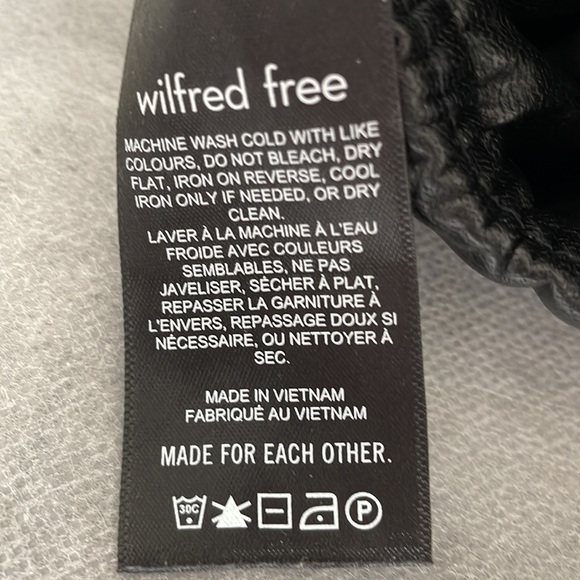 wilfred free
MACHINE WASH COLD WITH LIKE
COLOURS, DO NOT BLEACH, DRY
FLAT, IRON ON REVERSE, COOL
IRON ONLY IF NEEDED, OR DRY
CLEAN.
LAVER À LA MACHINE À L'EAU
FROIDE AVEC COULEURS
SEMBLABLES, NE PAS
JAVELISER, SÉCHER À PLAT,
REPASSER LA GARNITURE À
L'ENVERS, REPASSAGE DOUX SI
NÉCESSAIRE, OU NETTOYER À
SEC.
MADE IN VIETNAM
FABRIQUÉ AU VIETNAM
MADE FOR EACH OTHER.
30C P